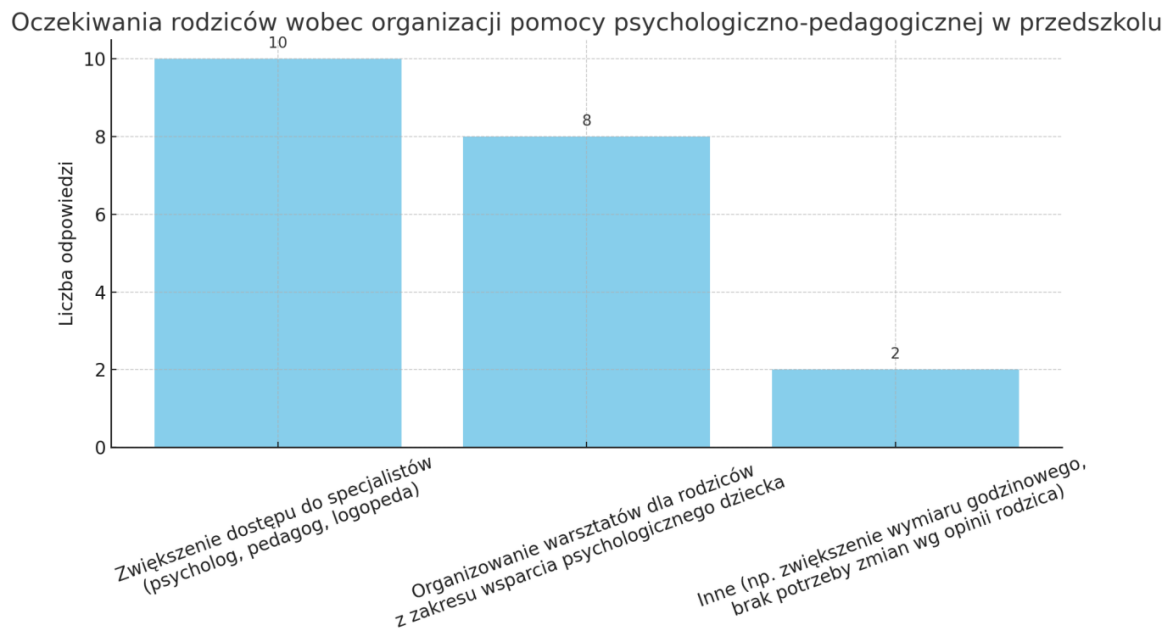 Oczekiwania rodziców wobec organizacji pomocy psychologiczno-pedagogicznej w przedszkolu
10
8
2
10
8
6
4
2
0
Liczba odpowiedzi
Zwiększenie dostępu do specjalistów
(psycholog, pedagog, logopeda)
Organizowanie warsztatów dla rodziców
z zakresu wsparcia psychologicznego dziecka
Inne (np. zwiększenie wymiaru godzinowego,
brak potrzeby zmian wg opinii rodzica)